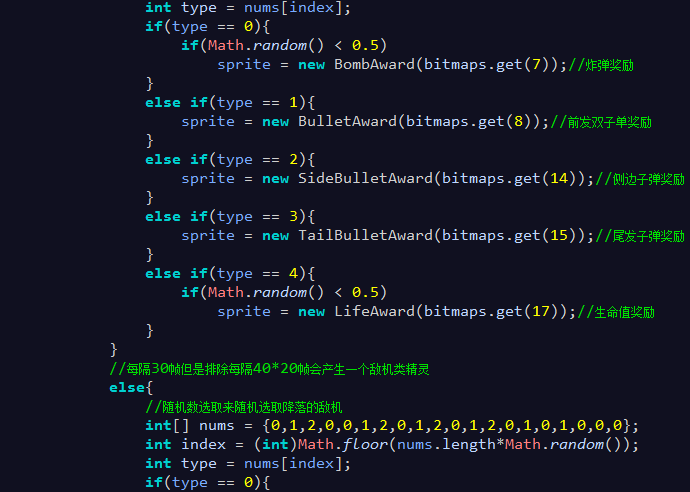 int type = nums[index];
if(type == 0){
if(Math.random() < 0.5)
sprite = new BombAward(bitmaps.get(7));//炸弹奖励
}
else if(type == 1){
sprite = new BulletAward(bitmaps.get(8));//前发双子单奖励
}
else if(type == 2){
sprite = new SideBulletAward(bitmaps.get(14));//侧边子弹奖励
}
else if(type == 3){
sprite = new TailBulletAward(bitmaps.get(15));//尾发子弹奖励
}
else if(type == 4){
if(Math.random() < 0.5)
sprite = new LifeAward(bitmaps.get(17));//生命值奖励
}
}
//每隔30帧但是排除每隔40*20帧会产生一个敌机类精灵
else{
//随机数选取来随机选取降落的敌机
int[] nums = {0,1,2,0,0,1,2,0,1,2,0,1,2,0,1,0,1,0,0,0};
int index = (int)Math.floor(nums.length*Math.random());
int type = nums[index];
if(type == 0){